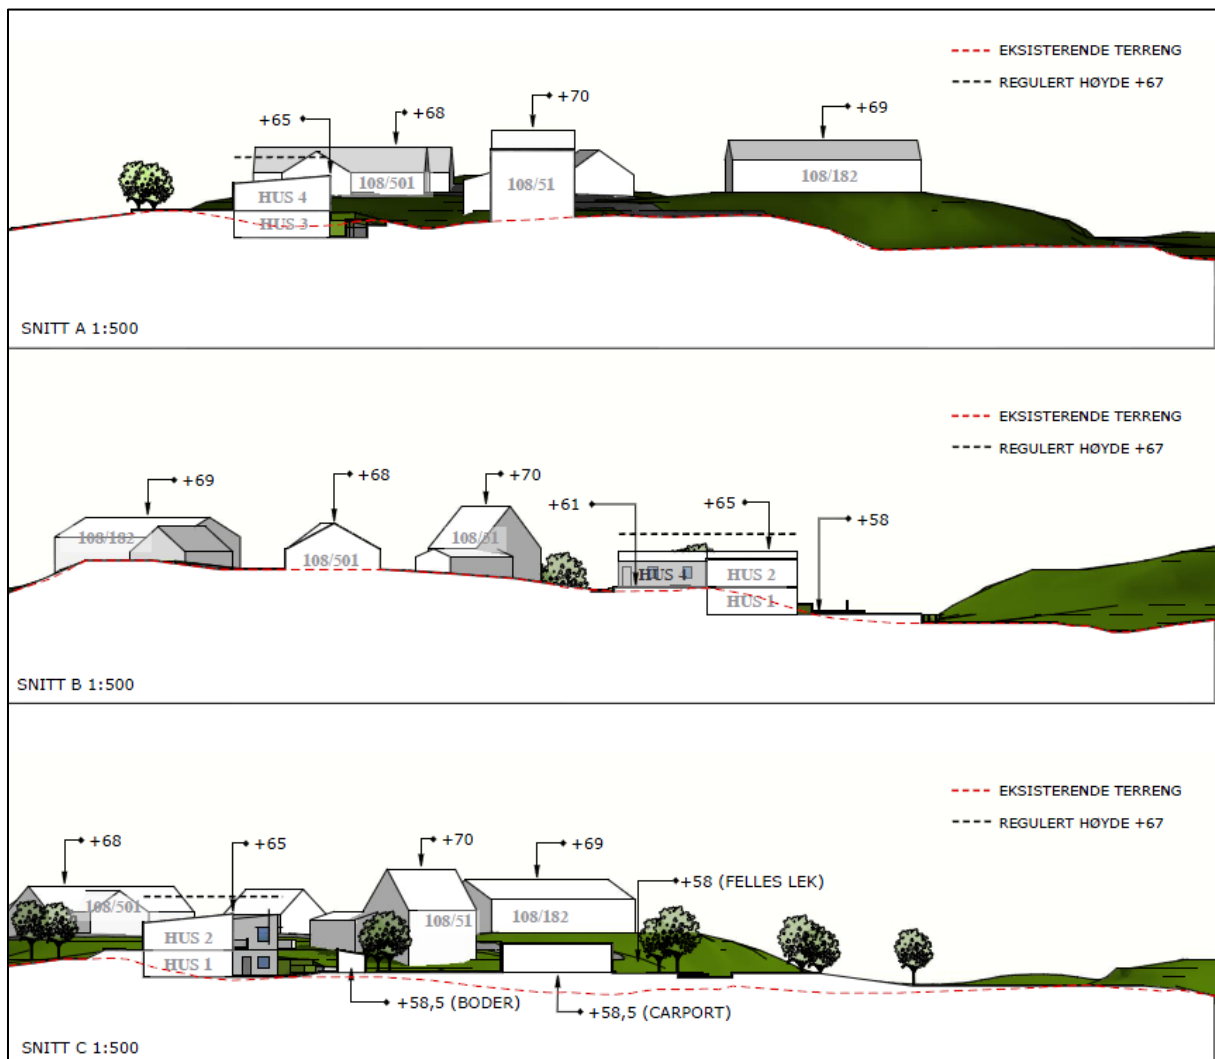 EKSISTERENDE TERRENG
REGULERT HØYDE +67
+70
+68
+65
+69
108/501
108/51
108/182
HUS 4
HUS 3
SNITT A 1:500
EKSISTERENDE TERRENG
REGULERT HØYDE +67
+69
+68
+70
+61
+65
+58
108/182
108/51
108/501
HUS 4
HUS 2
HUS 1
SNITT B 1:500
EKSISTERENDE TERRENG
REGULERT HØYDE +67
+68
+65
+70
+69
+58 (FELLES LEK)
108/501
108/51
108/182
HUS 2
HUS 1
+58,5 (BODER)
+58,5 (CARPORT)
SNITT C 1:500